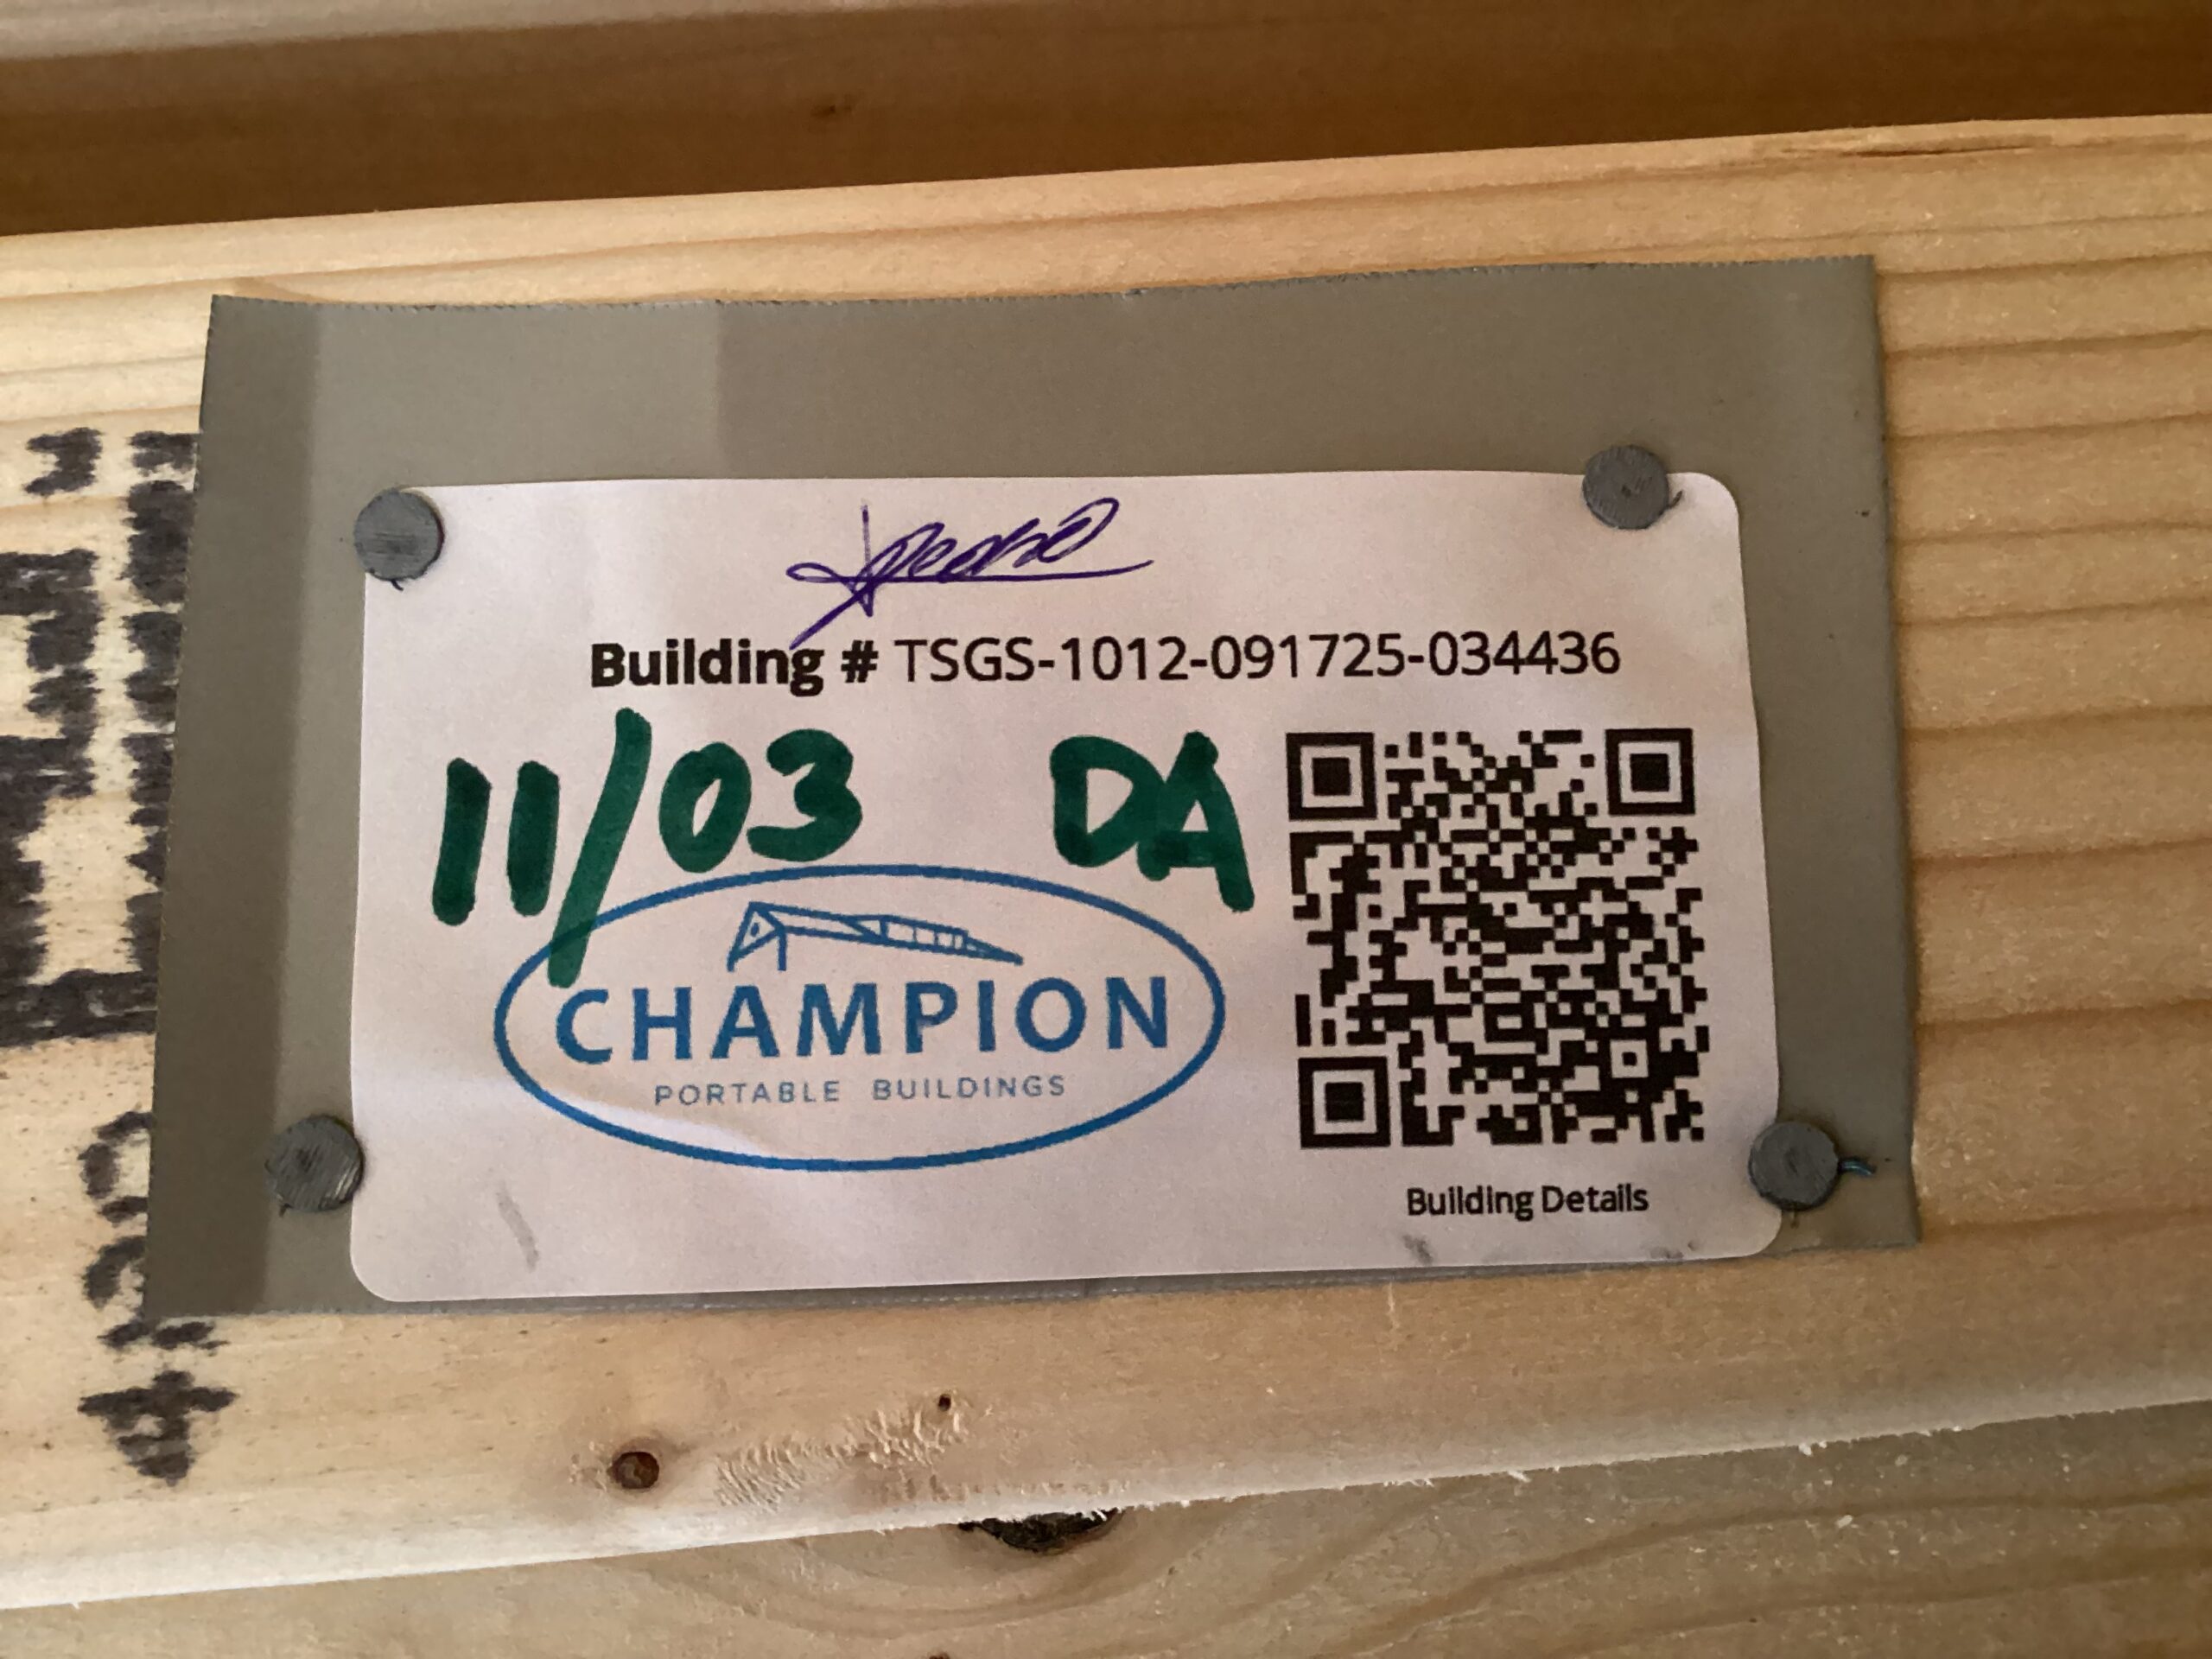 Building # TSGS-1012-091725-034436
11/03 DA
CHAMPION
PORTABLE BUILDINGS
Building Details